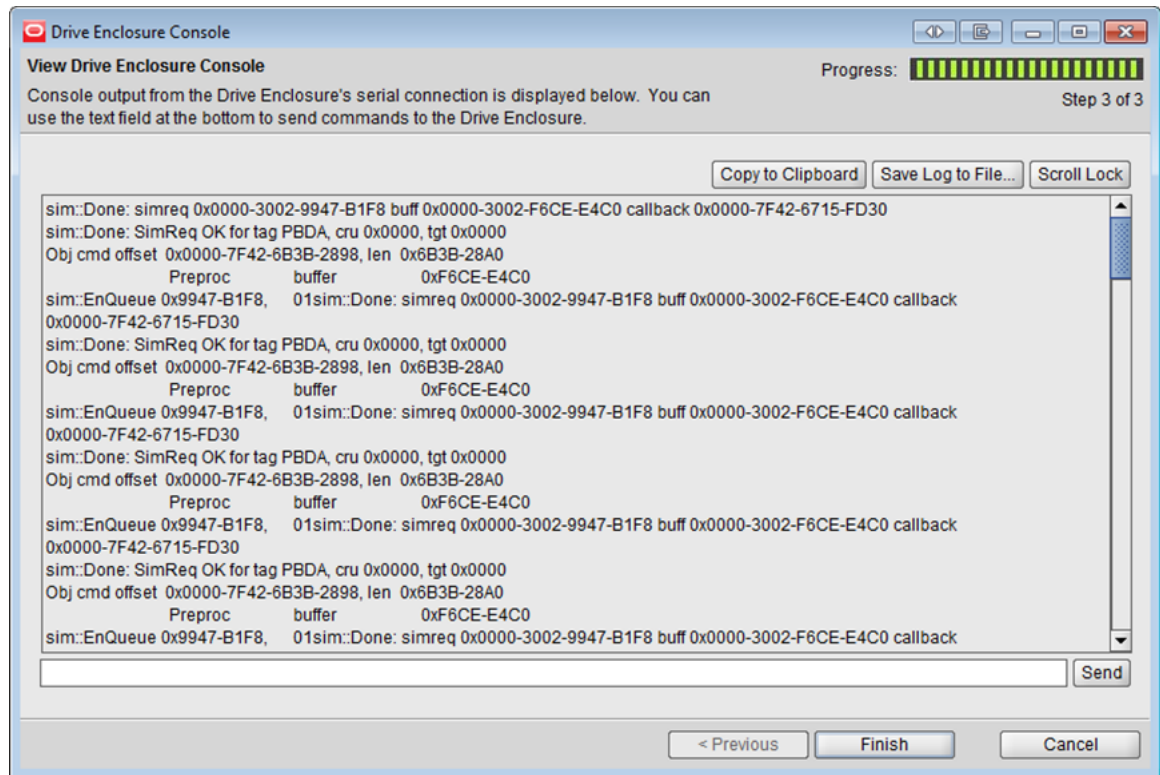 Drive Enclosure Console
View Drive Enclosure Console
Progress:
Console output from the Drive Enclosure's serial connection is displayed below. You can
use the text field at the bottom to send commands to the Drive Enclosure.
Step 3 of 3
Copy to Clipboard Save Log to File... Scroll Lock
sim::Done: simreq 0x0000-3002-9947-B1F8 buff 0x0000-3002-F6CE-E4C0 callback 0x0000-7F42-6715-FD30
sim::Done: SimReq OK for tag PBDA, cru 0x0000, tgt 0x0000
Obj cmd offset 0x0000-7F42-6B3B-2898, len 0x6B3B-28A0
Preproc buffer 0xF6CE-E4C0
sim::EnQueue 0x9947-B1F8, 01sim::Done: simreq 0x0000-3002-9947-B1F8 buff 0x0000-3002-F6CE-E4C0 callback
0x0000-7F42-6715-FD30
sim::Done: SimReq OK for tag PBDA, cru 0x0000, tgt 0x0000
Obj cmd offset 0x0000-7F42-6B3B-2898, len 0x6B3B-28A0
Preproc buffer 0xF6CE-E4C0
sim::EnQueue 0x9947-B1F8, 01sim::Done: simreq 0x0000-3002-9947-B1F8 buff 0x0000-3002-F6CE-E4C0 callback
0x0000-7F42-6715-FD30
sim::Done: SimReq OK for tag PBDA, cru 0x0000, tgt 0x0000
Obj cmd offset 0x0000-7F42-6B3B-2898, len 0x6B3B-28A0
Preproc buffer 0xF6CE-E4C0
sim::EnQueue 0x9947-B1F8, 01sim::Done: simreq 0x0000-3002-9947-B1F8 buff 0x0000-3002-F6CE-E4C0 callback
0x0000-7F42-6715-FD30
sim::Done: SimReq OK for tag PBDA, cru 0x0000, tgt 0x0000
Obj cmd offset 0x0000-7F42-6B3B-2898, len 0x6B3B-28A0
Preproc buffer 0xF6CE-E4C0
sim::EnQueue 0x9947-B1F8, 01sim::Done: simreq 0x0000-3002-9947-B1F8 buff 0x0000-3002-F6CE-E4C0 callback
Send
< Previous Finish Cancel